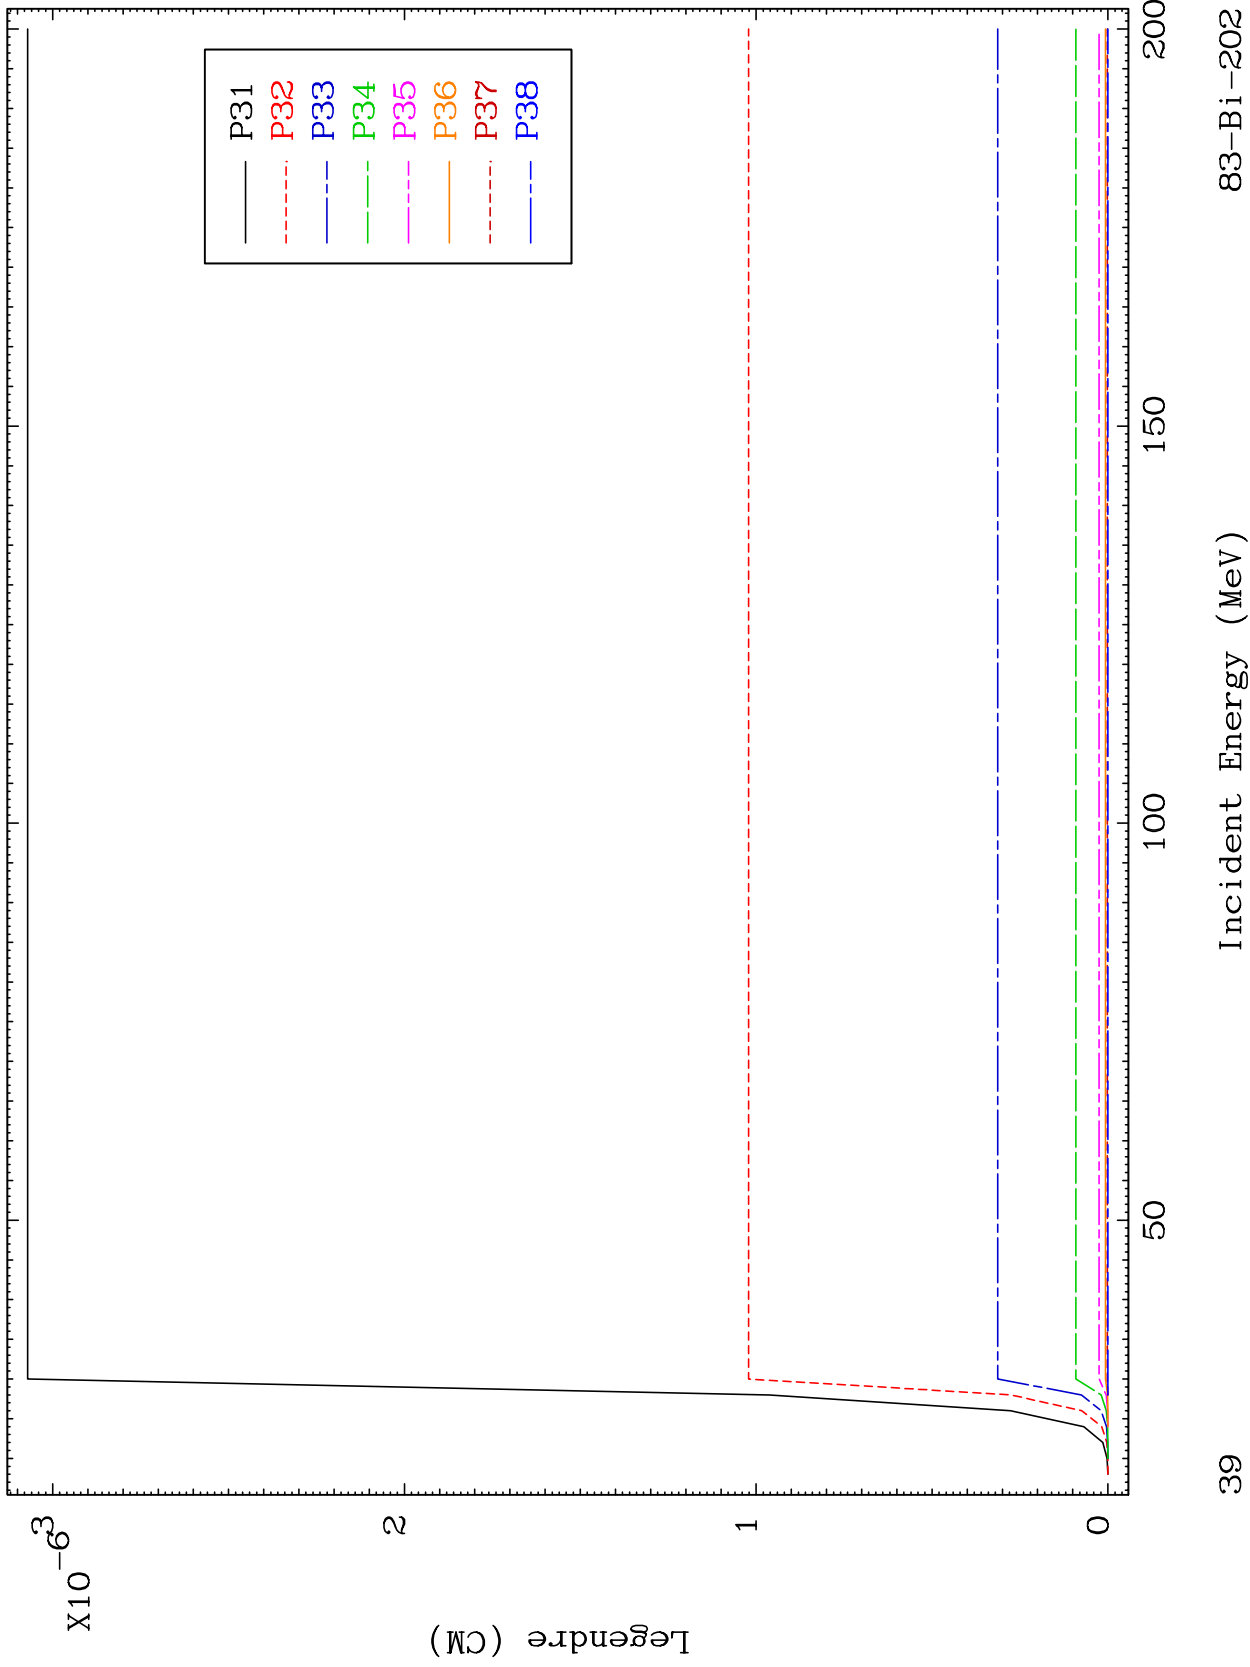 X10
-6
3
2
1
0
Legendre (CM)
P31
P32
P33
P34
P35
P36
P37
P38
50
100
150
200
Incident Energy (MeV)
39
83-Bi-202